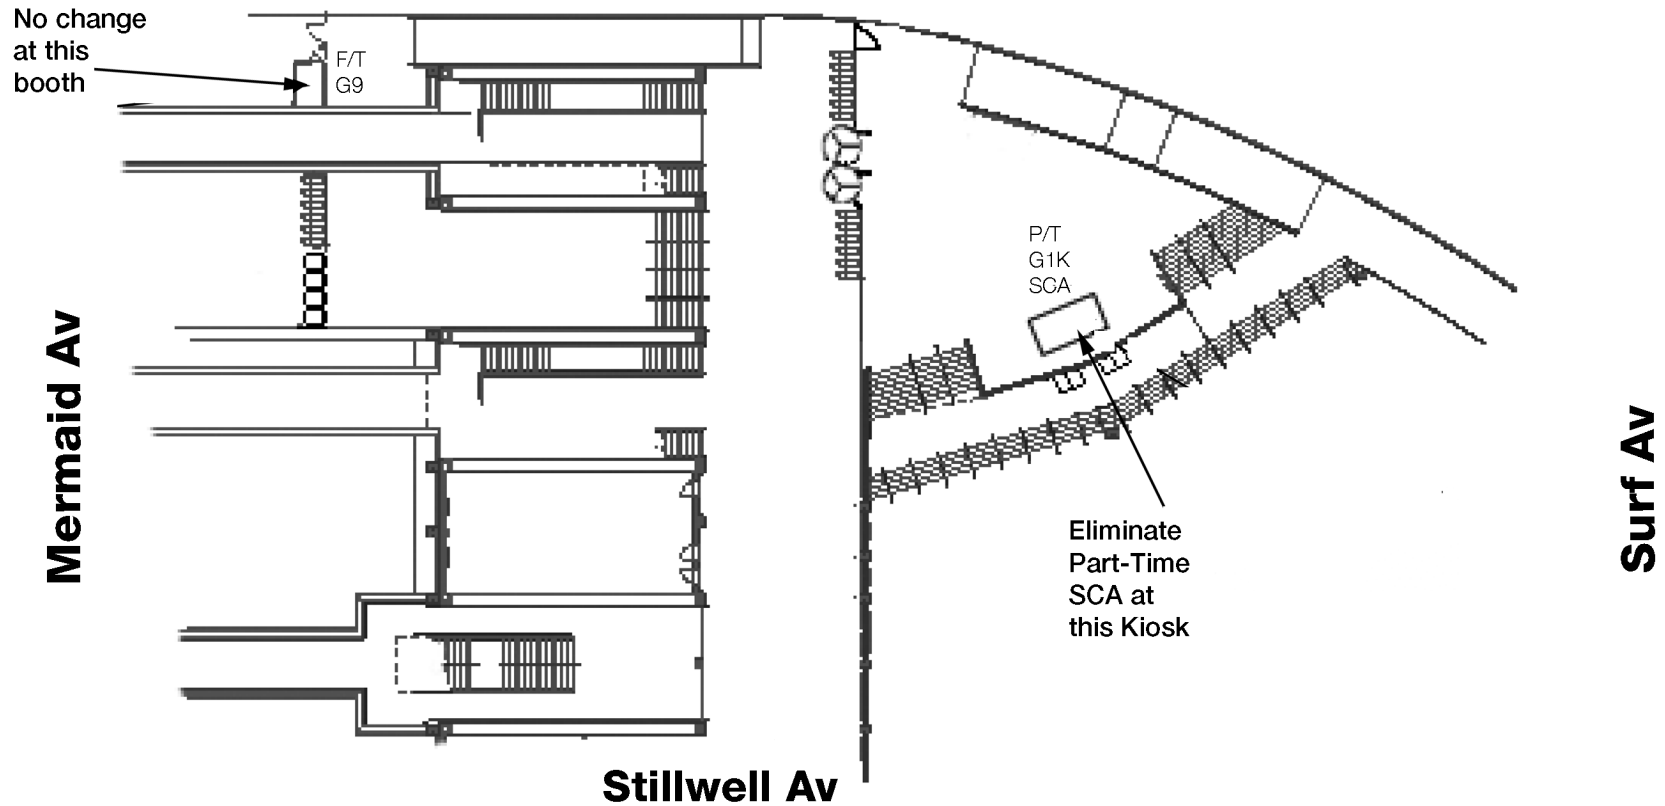 No change
at this
booth
F/T
G9
P/T
G1K
SCA
Mermaid Av
Surf Av
Eliminate
Part-Time
SCA at
this Kiosk
Stillwell Av